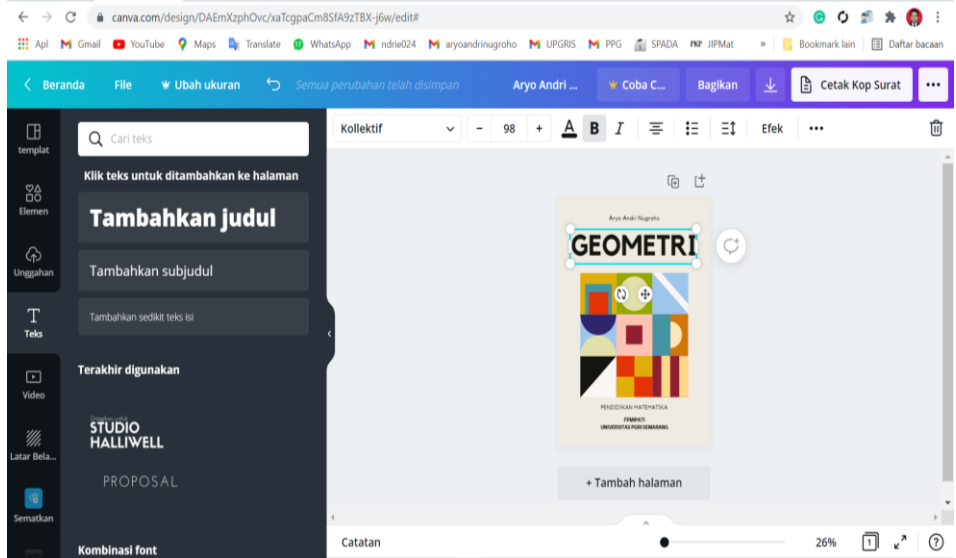 canva.com/design/DAEmXzphOvc/xaTcgpaCm8SfA9zTBX-j6w/edit#
Apl Gmail YouTube Maps Translate WhatsApp ndrie024 aryoandrinugroho UPGRIS PPG SPADA PKP JIPMat » Bookmark lain Daftar bacaan
Beranda File Ubah ukuran Semua perubahan telah disimpan Aryo Andri ... Coba C... Bagikan Cetak Kop Surat
templat
Elemen
Unggahan
Teks
Video
Latar Bela...
Sematkan
Cari teks
Klik teks untuk ditambahkan ke halaman
Tambahkan judul
Tambahkan subjudul
Tambahkan sedikit teks isi
Terakhir digunakan
STUDIO
HALLIWELL
PROPOSAL
Kombinasi font
Kollektif - 98 + A B I Efek
Aryo Andri Nugroho
GEOMETRI
PENDIDIKAN MATEMATIKA
FPMIPATI
UNIVERSITAS PGRI SEMARANG
+ Tambah halaman
Catatan 26% 1 ?